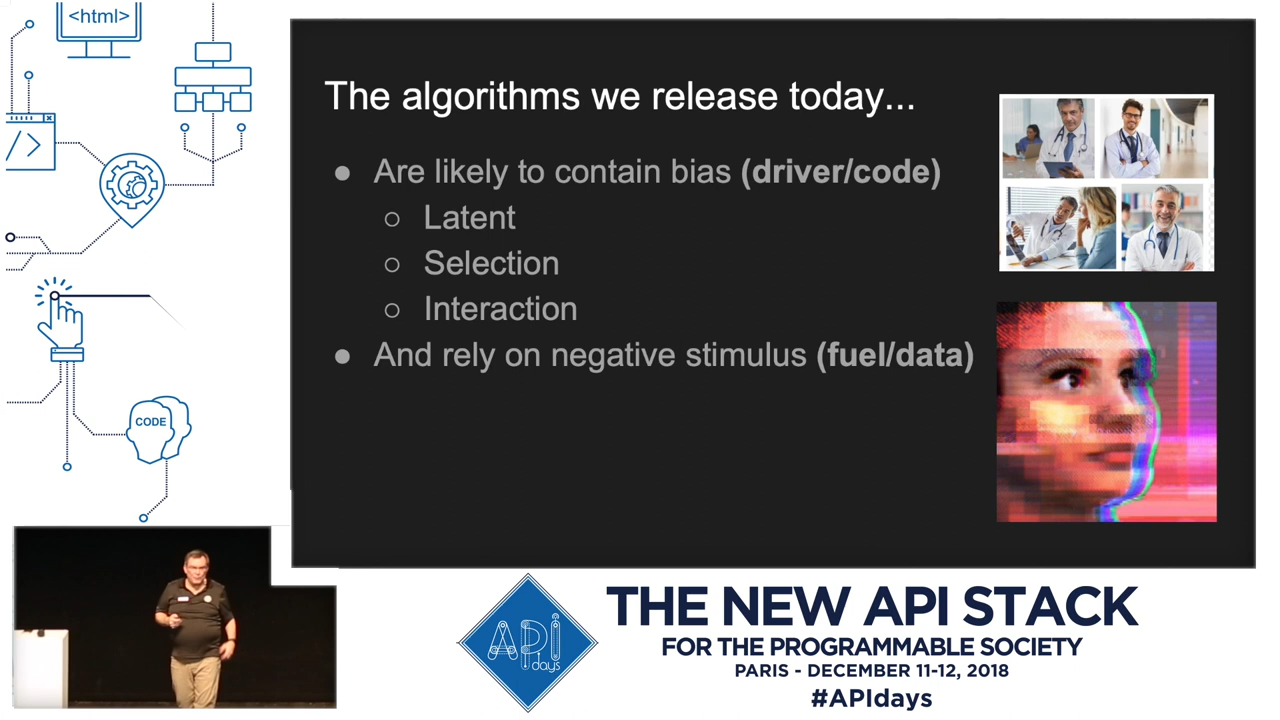 <html>
</>
CODE
The algorithms we release today...
● Are likely to contain bias (driver/code)
○ Latent
○ Selection
○ Interaction
● And rely on negative stimulus (fuel/data)
API
days
THE NEW API STACK
FOR THE PROGRAMMABLE SOCIETY
PARIS - DECEMBER 11-12, 2018
#APIdays